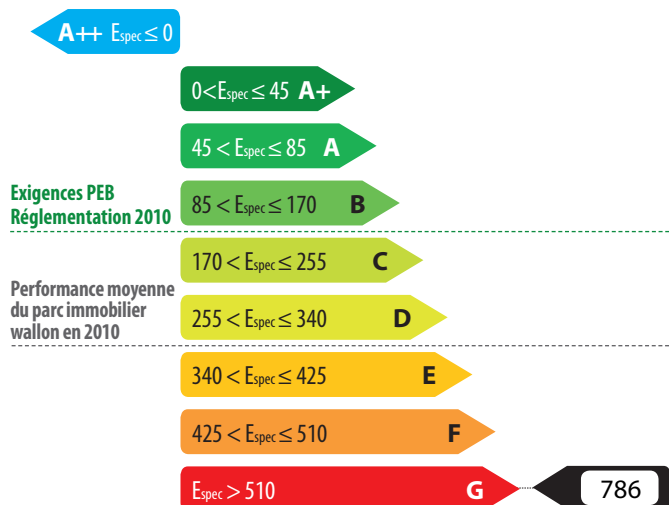 A++ Espec ≤ 0
0<Espec ≤ 45 A+
45 < Espec ≤ 85 A
Exigences PEB
Réglementation 2010
85 < Espec ≤ 170 B
170 < Espec ≤ 255 C
Performance moyenne
du parc immobilier
wallon en 2010
255 < Espec ≤ 340 D
340 < Espec ≤ 425 E
425 < Espec ≤ 510 F
Espec > 510 G 786